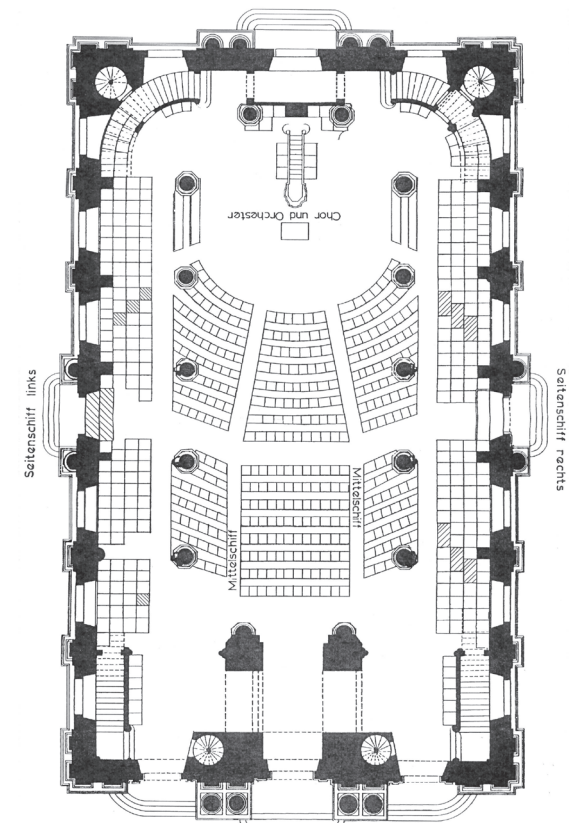 Chor und Orchester
Seitenschiff links
Seitenschiff rechts
Mittelschiff
Mittelschiff